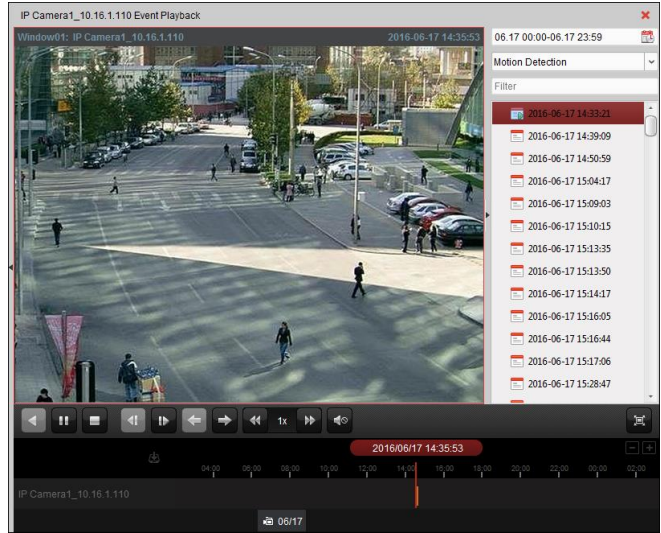 IP Camera1_10.16.1.110 Event Playback
Window01: IP Camera1_10.16.1.110 2016-06-17 14:35:53
06.17 00:00-06.17 23:59
Motion Detection
Filter
2016-06-17 14:33:21
2016-06-17 14:39:09
2016-06-17 14:50:59
2016-06-17 15:04:17
2016-06-17 15:09:03
2016-06-17 15:10:15
2016-06-17 15:13:35
2016-06-17 15:13:50
2016-06-17 15:14:17
2016-06-17 15:16:05
2016-06-17 15:16:44
2016-06-17 15:17:06
2016-06-17 15:28:47
1x
2016/06/17 14:35:53
04:00 06:00 08:00 10:00 12:00 14:00 16:00 18:00 20:00 22:00 00:00 02:00
IP Camera1_10.16.1.110
06/17